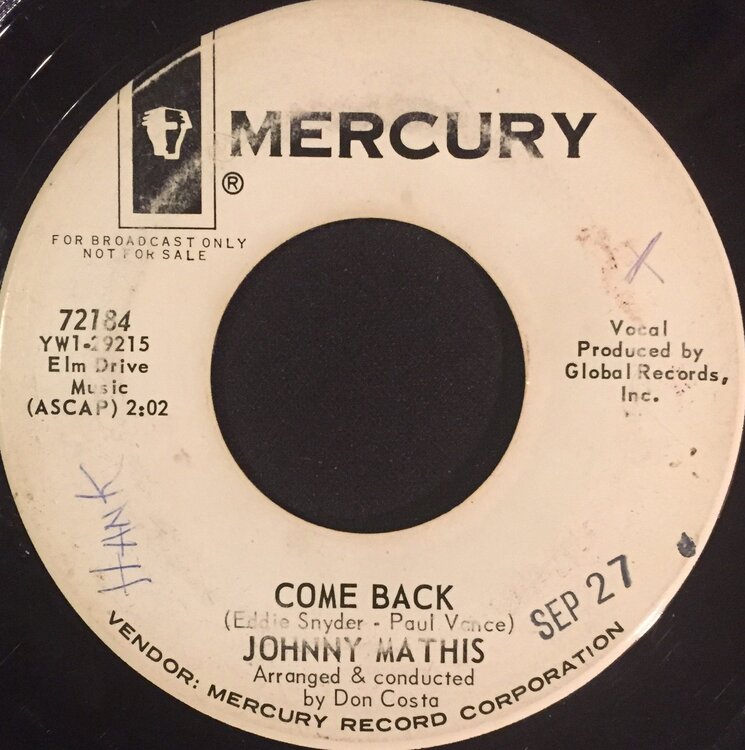 MERCURY
®
FOR BROADCAST ONLY
NOT FOR SALE
72184
YW1-29215
Elm Drive
Music
(ASCAP) 2:02
Vocal
Produced by
Global Records,
Inc.
X
HANK
SEP 27
COME BACK
(Eddie Snyder - Paul Vance)
JOHNNY MATHIS
Arranged & conducted
by Don Costa
VENDOR: MERCURY RECORD CORPORATION